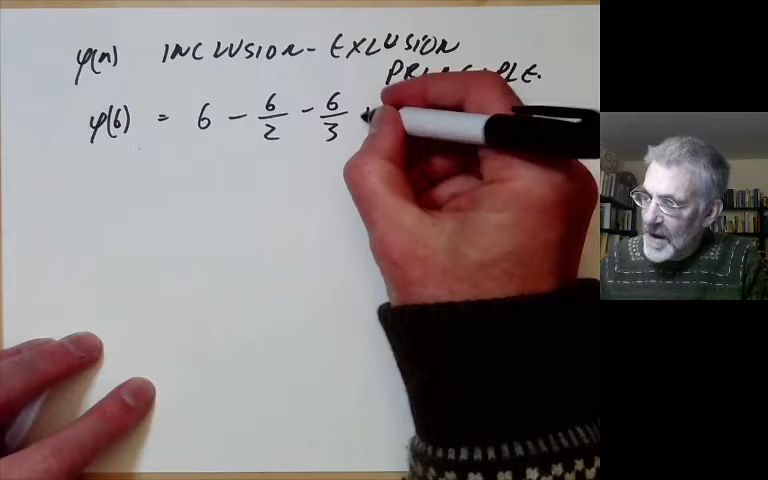 φ(n) INCLUSION-EXLUSION
φ(6) = 6 - 6/2 - 6/3